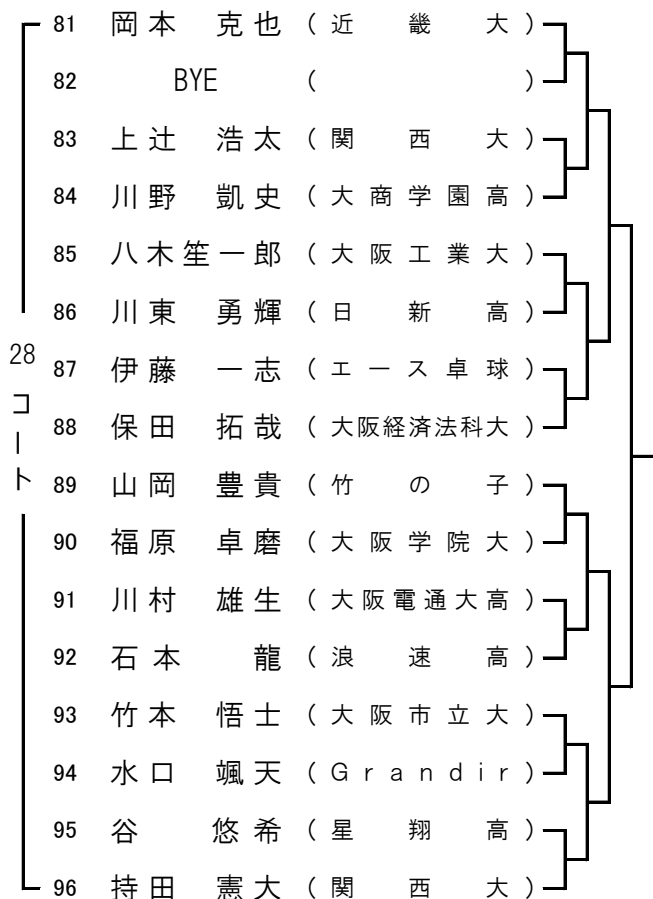 81 岡本 克也 (近畿大)
82 BYE ( )
83 上辻 浩太 (関西大)
84 川野 凱史 (大商学園高)
85 八木笙一郎 (大阪工業大)
86 川東 勇輝 (日新高)
28コート
87 伊藤 一志 (エース卓球)
88 保田 拓哉 (大阪経済法科大)
89 山岡 豊貴 (竹の子)
90 福原 卓磨 (大阪学院大)
91 川村 雄生 (大阪電通大高)
92 石本 龍 (浪速高)
93 竹本 悟士 (大阪市立大)
94 水口 颯天 (Grandir)
95 谷 悠希 (星翔高)
96 持田 憲大 (関西大)